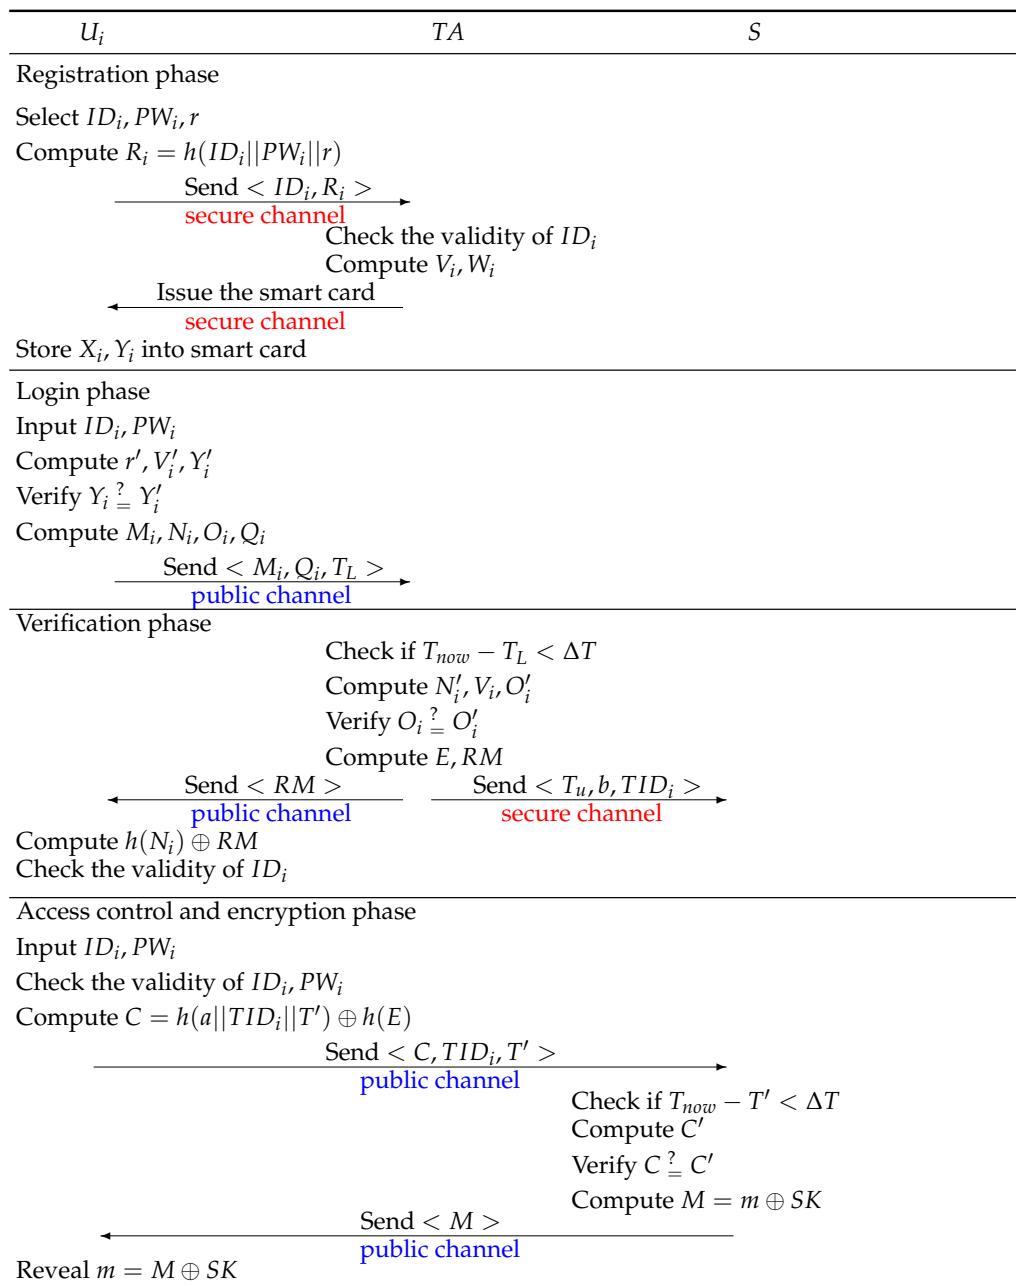 U_i TA S
Registration phase
Select ID_i, PW_i, r
Compute R_i = h(ID_i||PW_i||r)
Send < ID_i, R_i >
secure channel
Check the validity of ID_i
Compute V_i, W_i
Issue the smart card
secure channel
Store X_i, Y_i into smart card
Login phase
Input ID_i, PW_i
Compute r′, V′_i, Y′_i
Verify Y_i ?= Y′_i
Compute M_i, N_i, O_i, Q_i
Send < M_i, Q_i, T_L >
public channel
Verification phase
Check if T_now − T_L < ΔT
Compute N′_i, V_i, O′_i
Verify O_i ?= O′_i
Compute E, RM
Send < RM > Send < T_u, b, TID_i >
public channel secure channel
Compute h(N_i) ⊕ RM
Check the validity of ID_i
Access control and encryption phase
Input ID_i, PW_i
Check the validity of ID_i, PW_i
Compute C = h(a||TID_i||T′) ⊕ h(E)
Send < C, TID_i, T′ >
public channel
Check if T_now − T′ < ΔT
Compute C′
Verify C ?= C′
Compute M = m ⊕ SK
Send < M >
public channel
Reveal m = M ⊕ SK